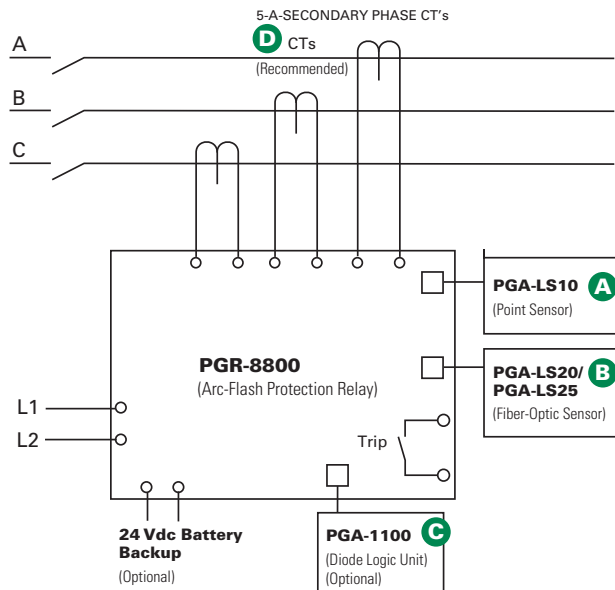 5-A-SECONDARY PHASE CT's
D CTs
(Recommended)
A
B
C
PGA-LS10 A
(Point Sensor)
PGR-8800
(Arc-Flash Protection Relay)
PGA-LS20/ B
PGA-LS25
(Fiber-Optic Sensor)
L1
L2
Trip
24 Vdc Battery
Backup
(Optional)
PGA-1100 C
(Diode Logic Unit)
(Optional)